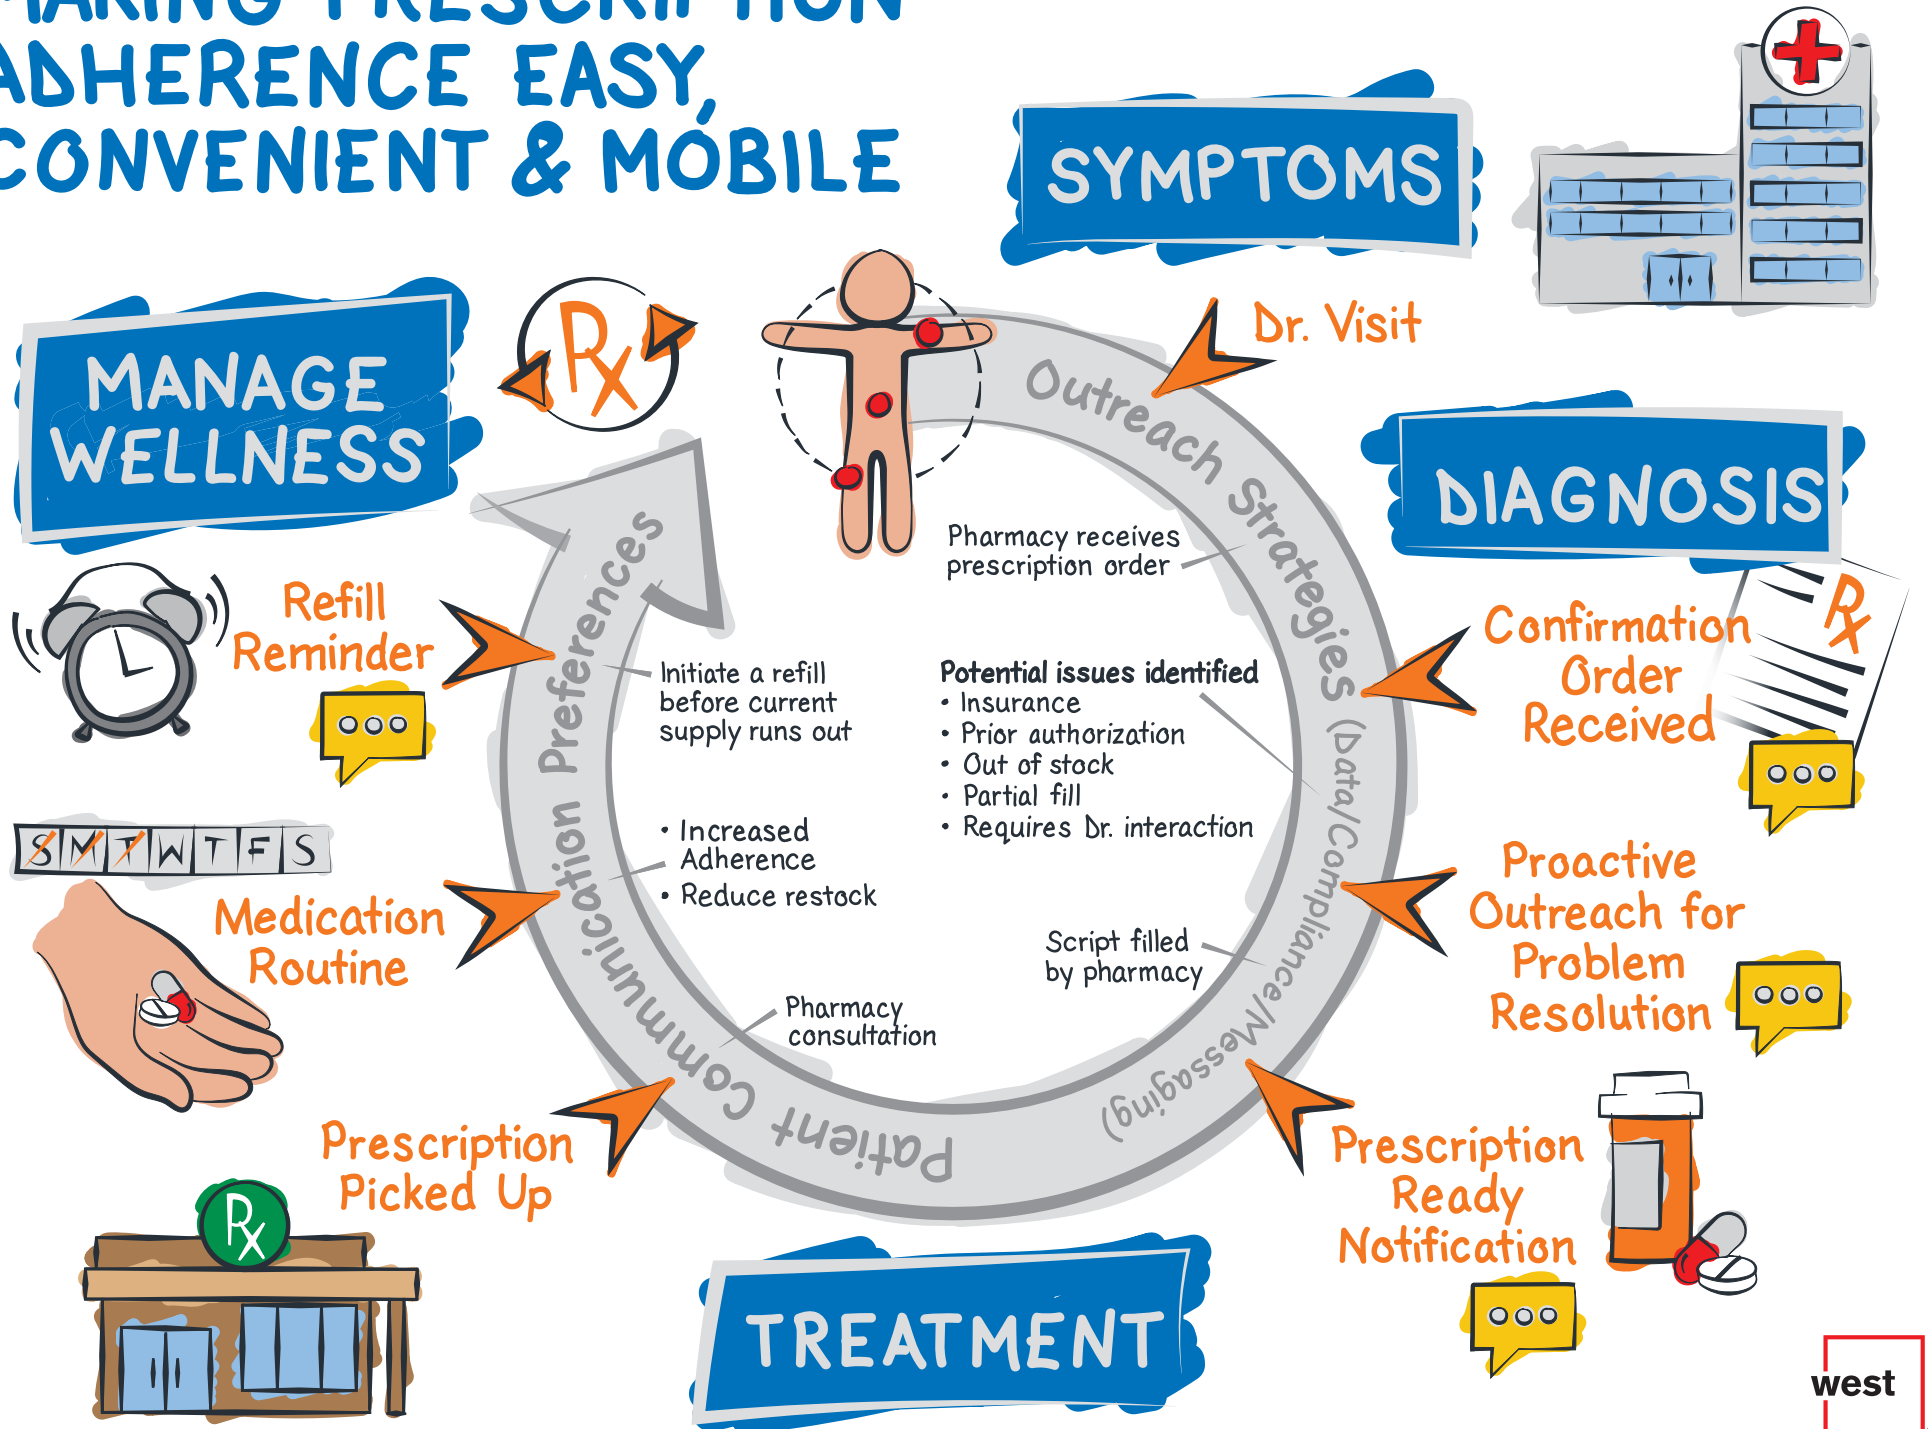 MAKING PRESCRIPTION
ADHERENCE EASY,
CONVENIENT & MOBILE
SYMPTOMS
Dr. Visit
DIAGNOSIS
Rx
Confirmation
Order
Received
Proactive
Outreach for
Problem
Resolution
Prescription
Ready
Notification
TREATMENT
Prescription
Picked Up
Rx
Medication
Routine
S M T W T F S
Refill
Reminder
MANAGE
WELLNESS
Rx
Outreach Strategies (Data/Compliance/Messaging)
Patient Communication Preferences
Pharmacy receives
prescription order
Potential issues identified
• Insurance
• Prior authorization
• Out of stock
• Partial fill
• Requires Dr. interaction
Script filled
by pharmacy
Pharmacy
consultation
• Increased
Adherence
• Reduce restock
Initiate a refill
before current
supply runs out
west